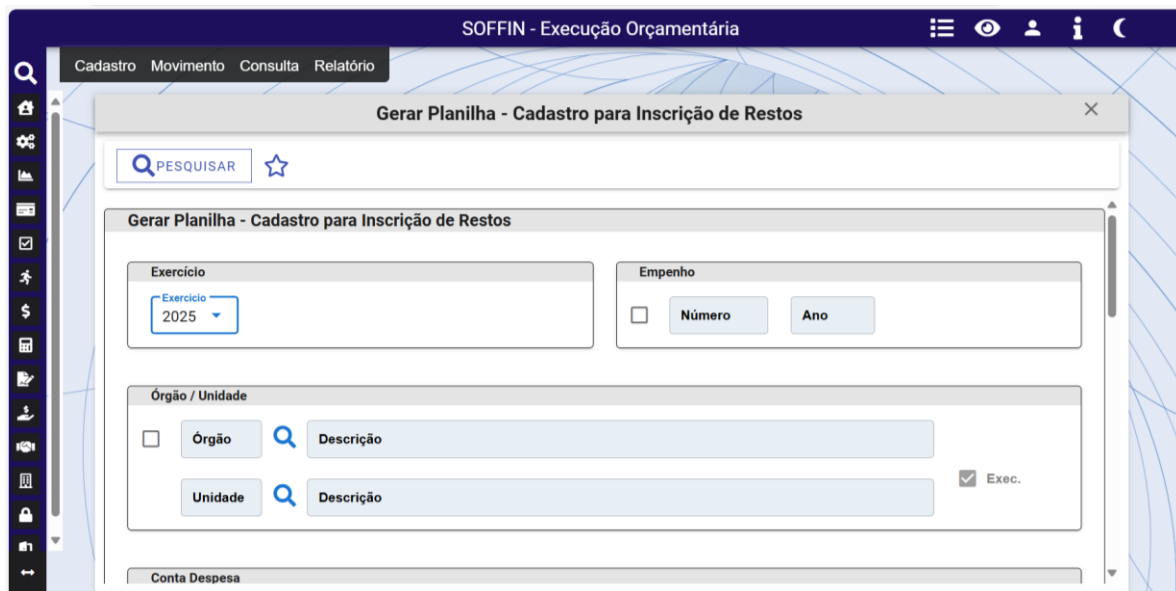 SOFFIN - Execução Orçamentária
Cadastro Movimento Consulta Relatório
Gerar Planilha - Cadastro para Inscrição de Restos
PESQUISAR
Gerar Planilha - Cadastro para Inscrição de Restos
Exercício
Exercício
2025
Empenho
Número Ano
Órgão / Unidade
Órgão Descrição
Unidade Descrição
Exec.
Conta Despesa